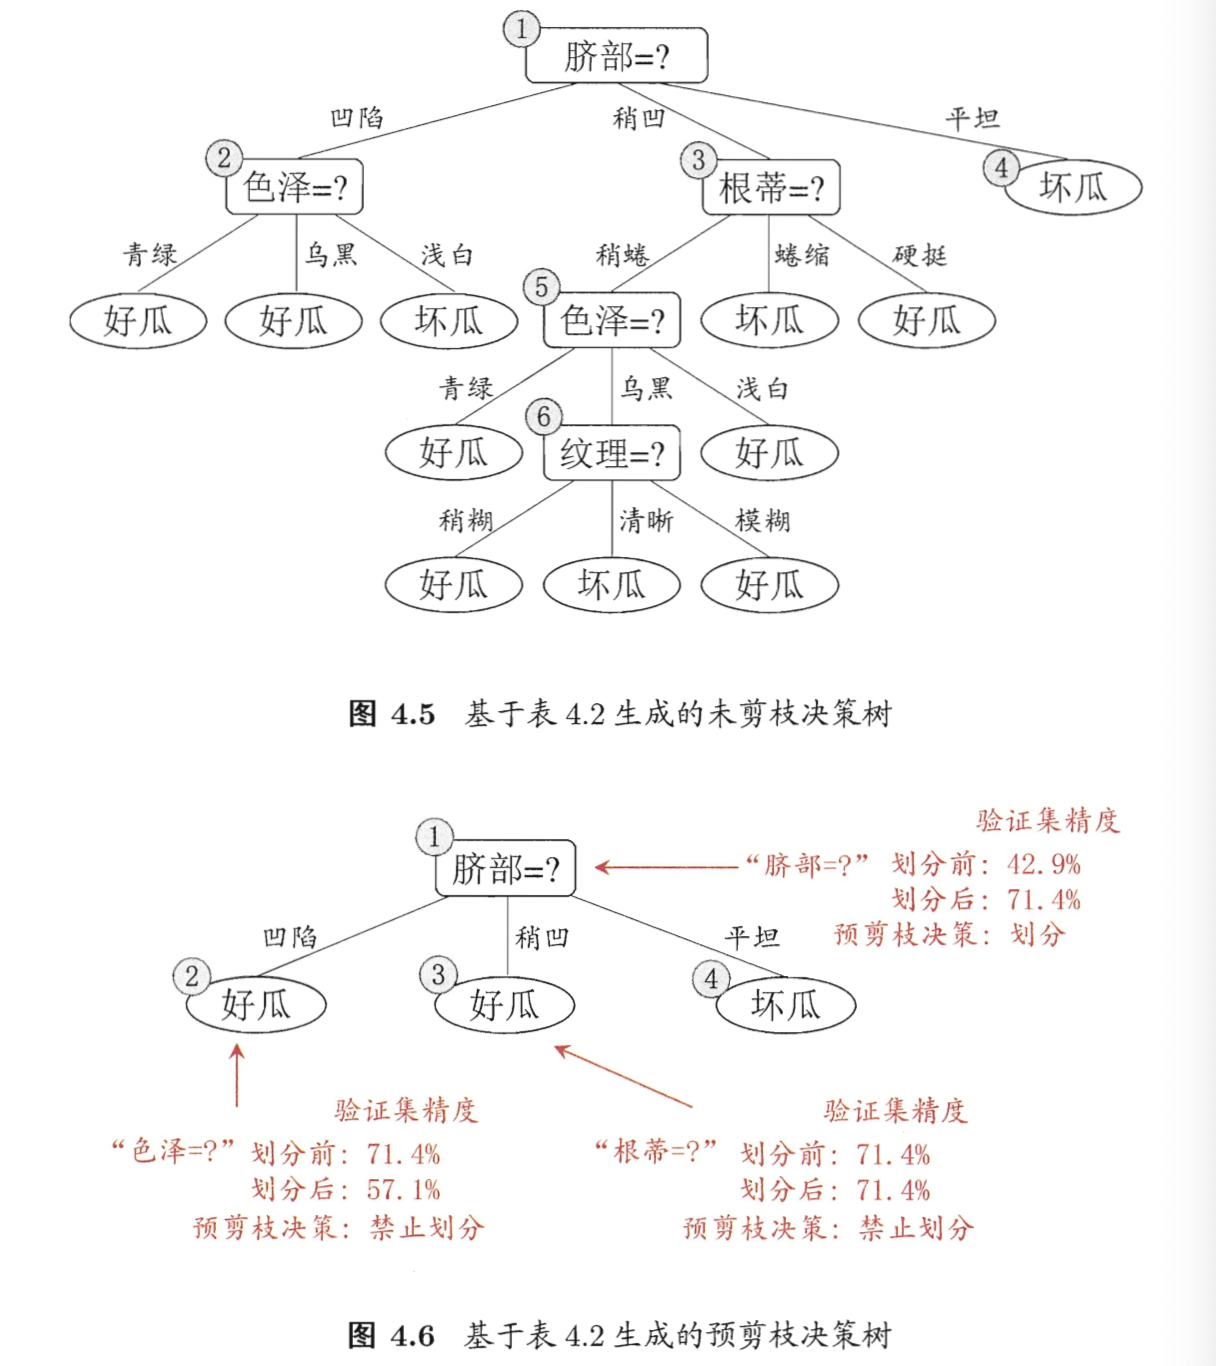 ①
脐部=?
凹陷 稍凹 平坦
② ③ ④
色泽=? 根蒂=? 坏瓜
青绿 乌黑 浅白 稍蜷 蜷缩 硬挺
⑤
好瓜 好瓜 坏瓜 色泽=? 坏瓜 好瓜
青绿 乌黑 浅白
⑥
好瓜 纹理=? 好瓜
稍糊 清晰 模糊
好瓜 坏瓜 好瓜
图 4.5 基于表 4.2 生成的未剪枝决策树
验证集精度
①
脐部=? “脐部=?” 划分前: 42.9%
划分后: 71.4%
预剪枝决策: 划分
凹陷 稍凹 平坦
② ③ ④
好瓜 好瓜 坏瓜
验证集精度
“色泽=?” 划分前: 71.4%
划分后: 57.1%
预剪枝决策: 禁止划分
验证集精度
“根蒂=?” 划分前: 71.4%
划分后: 71.4%
预剪枝决策: 禁止划分
图 4.6 基于表 4.2 生成的预剪枝决策树